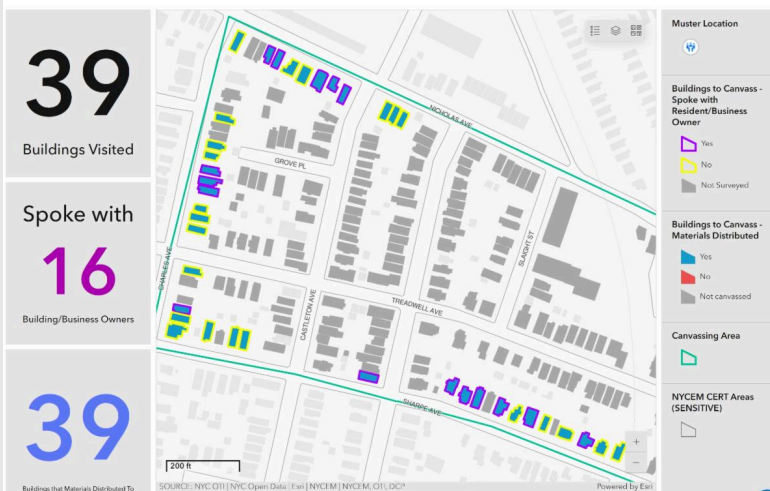 39
Buildings Visited
Spoke with
16
Building/Business Owners
39
Buildings that Materials Distributed To
NICHOLAS AVE
GROVE PL
CHARLES AVE
SLAIGHT ST
CASTLETON AVE
TREADWELL AVE
SHARPE AVE
200 ft
+
−
SOURCE: NYC OTI | NYC Open Data | Esri | NYCEM | NYCEM, OTI, DCP
Powered by Esri
Muster Location
Buildings to Canvass -
Spoke with
Resident/Business
Owner
Yes
No
Not Surveyed
Buildings to Canvass -
Materials Distributed
Yes
No
Not canvassed
Canvassing Area
NYCEM CERT Areas
(SENSITIVE)